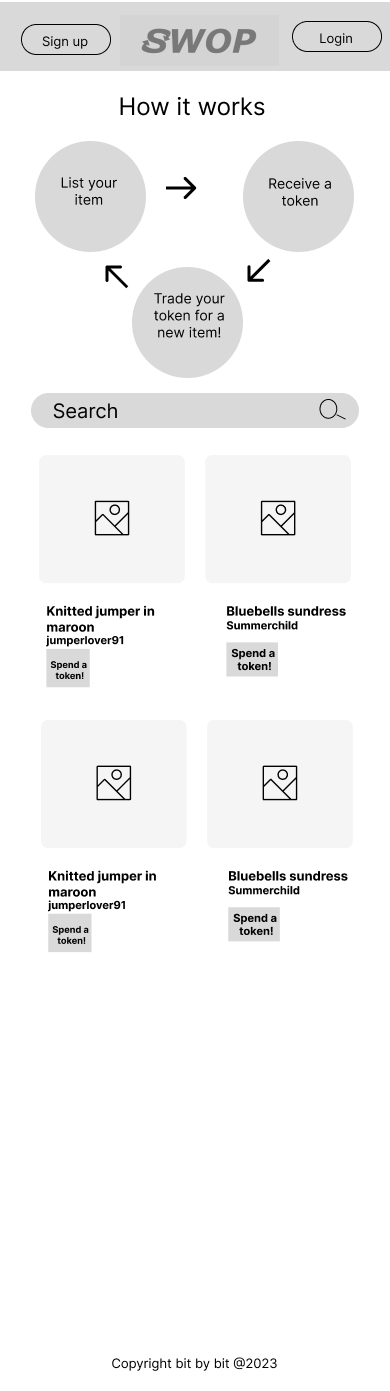 Sign up
SWOP
Login
How it works
List your
item
Receive a
token
Trade your
token for a
new item!
Search
Knitted jumper in
maroon
jumperlover91
Spend a
token!
Bluebells sundress
Summerchild
Spend a
token!
Knitted jumper in
maroon
jumperlover91
Spend a
token!
Bluebells sundress
Summerchild
Spend a
token!
Copyright bit by bit @2023